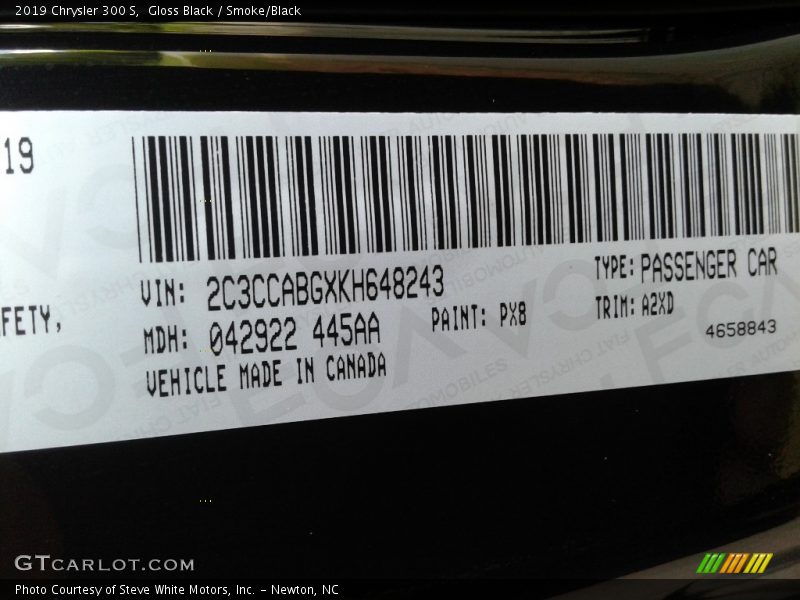 2019 Chrysler 300 S,  Gloss Black / Smoke/Black
19
FETY,
VIN: 2C3CCABGXKH648243
TYPE: PASSENGER CAR
MDH: 042922 445AA
PAINT: PX8
TRIM: A2XD
4658843
VEHICLE MADE IN CANADA
GTCARLOT.COM
Photo Courtesy of Steve White Motors, Inc. – Newton, NC